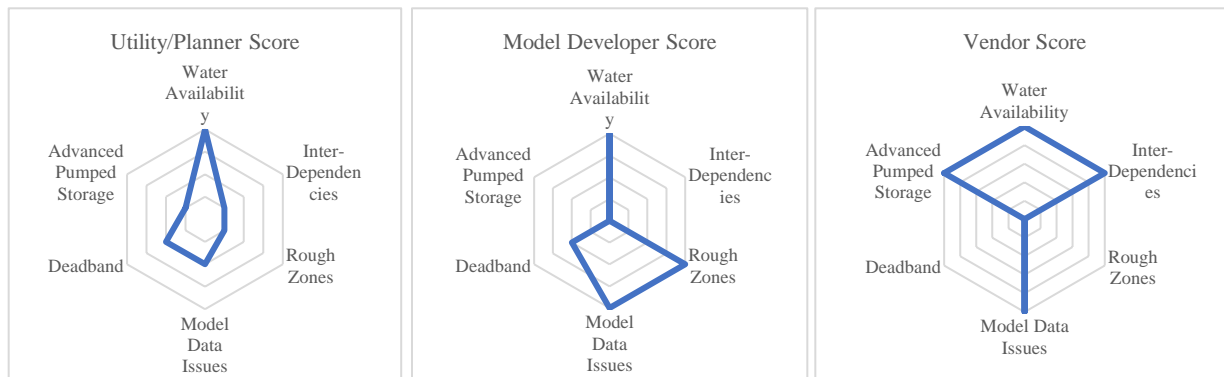 Utility/Planner Score
Water
Availabilit
y
Inter-
Dependen
cies
Rough
Zones
Model
Data
Issues
Deadband
Advanced
Pumped
Storage
Model Developer Score
Water
Availabilit
y
Inter-
Dependenc
ies
Rough
Zones
Model
Data
Issues
Deadband
Advanced
Pumped
Storage
Vendor Score
Water
Availability
Inter-
Dependenci
es
Rough
Zones
Model Data
Issues
Deadband
Advanced
Pumped
Storage